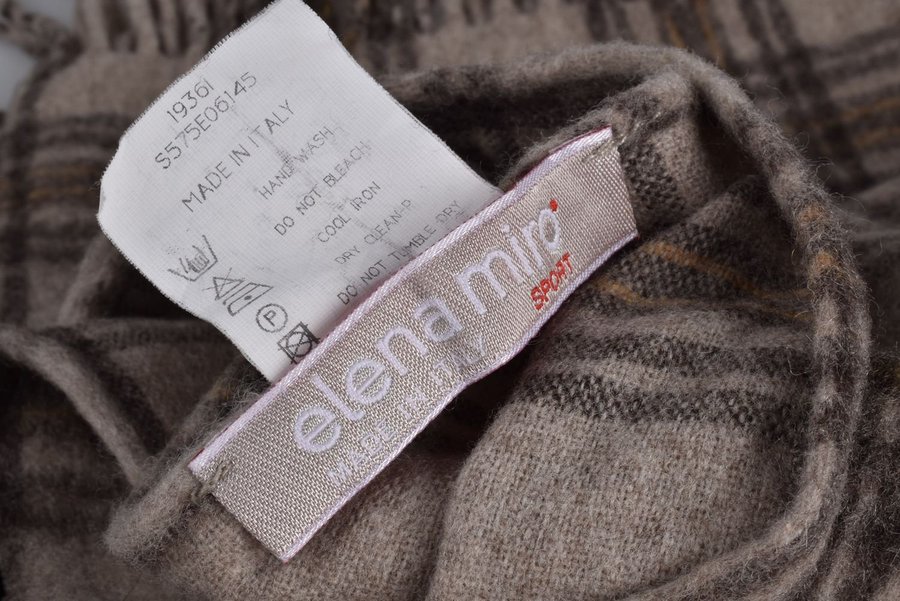 19361
S575E06145
MADE IN ITALY
HAND WASH
DO NOT BLEACH
COOL IRON
DRY CLEAN-P
DO NOT TUMBLE DRY
P
elena miro
SPORT
MADE IN ITALY